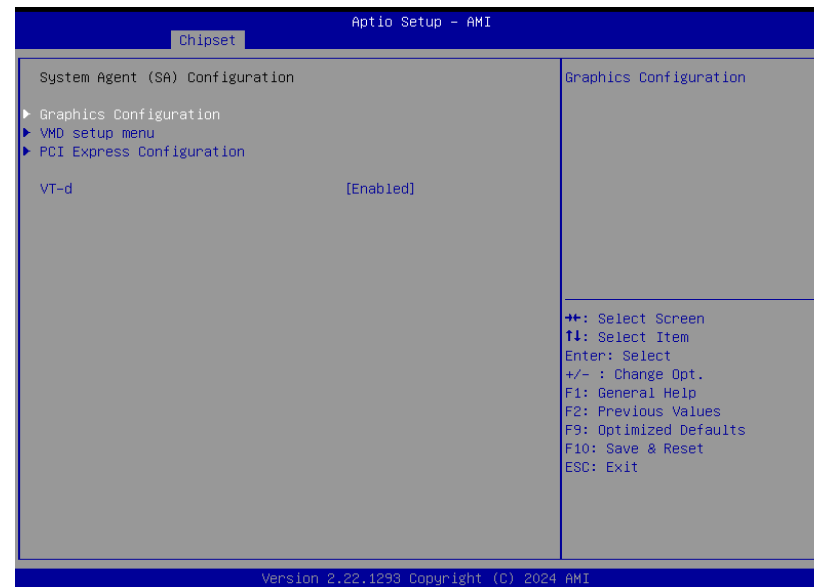 Aptio Setup – AMI
Chipset
System Agent (SA) Configuration
▶ Graphics Configuration
▶ VMD setup menu
▶ PCI Express Configuration
VT-d [Enabled]
Graphics Configuration
→←: Select Screen
↑↓: Select Item
Enter: Select
+/- : Change Opt.
F1: General Help
F2: Previous Values
F9: Optimized Defaults
F10: Save & Reset
ESC: Exit
Version 2.22.1293 Copyright (C) 2024 AMI